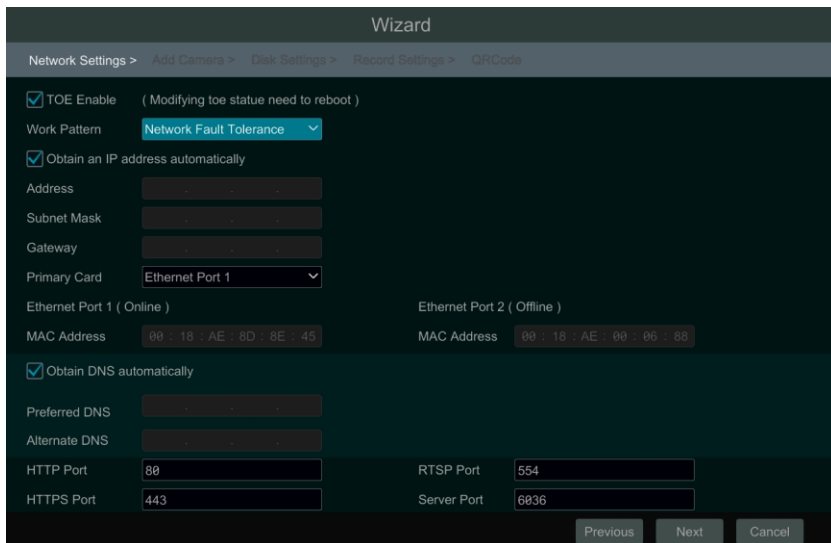 Wizard
Network Settings > Add Camera > Disk Settings > Record Settings > QRCode
TOE Enable ( Modifying toe statue need to reboot )
Work Pattern Network Fault Tolerance
Obtain an IP address automatically
Address . . .
Subnet Mask . . .
Gateway . . .
Primary Card Ethernet Port 1
Ethernet Port 1 ( Online ) Ethernet Port 2 ( Offline )
MAC Address 00 : 18 : AE : 8D : 8E : 45 MAC Address 00 : 18 : AE : 00 : 06 : 88
Obtain DNS automatically
Preferred DNS . . .
Alternate DNS . . .
HTTP Port 80 RTSP Port 554
HTTPS Port 443 Server Port 6036
Previous Next Cancel